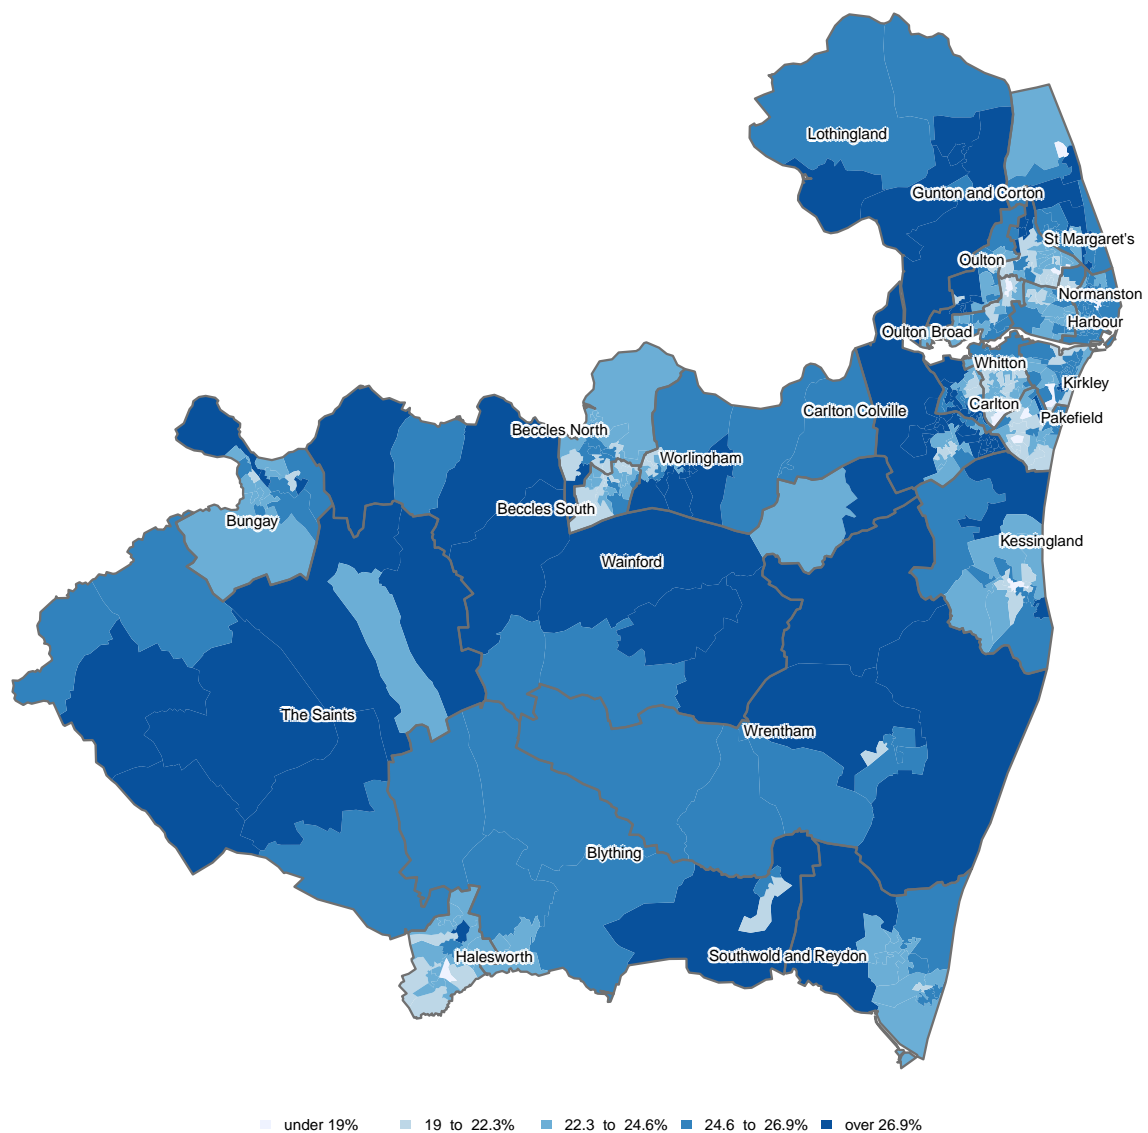 Lothingland
Gunton and Corton
St Margaret's
Oulton
Normanston
Harbour
Oulton Broad
Whitton
Kirkley
Carlton
Carlton Colville
Pakefield
Beccles North
Worlingham
Beccles South
Bungay
Kessingland
Wainford
The Saints
Wrentham
Blything
Halesworth
Southwold and Reydon
under 19%
19 to 22.3%
22.3 to 24.6%
24.6 to 26.9%
over 26.9%